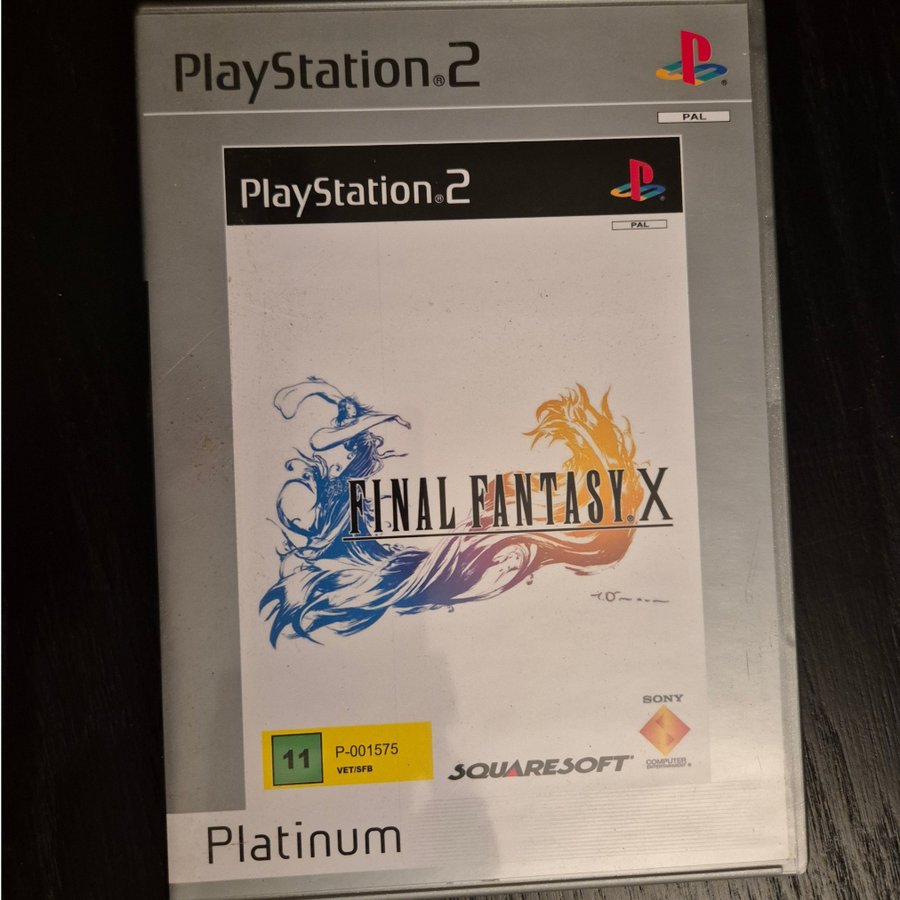 PlayStation®2
PAL
PlayStation®2
PAL
FINAL FANTASY.X
11
P-001575
VET/SFB
SONY
COMPUTER
ENTERTAINMENT®
SQUARESOFT®
Platinum